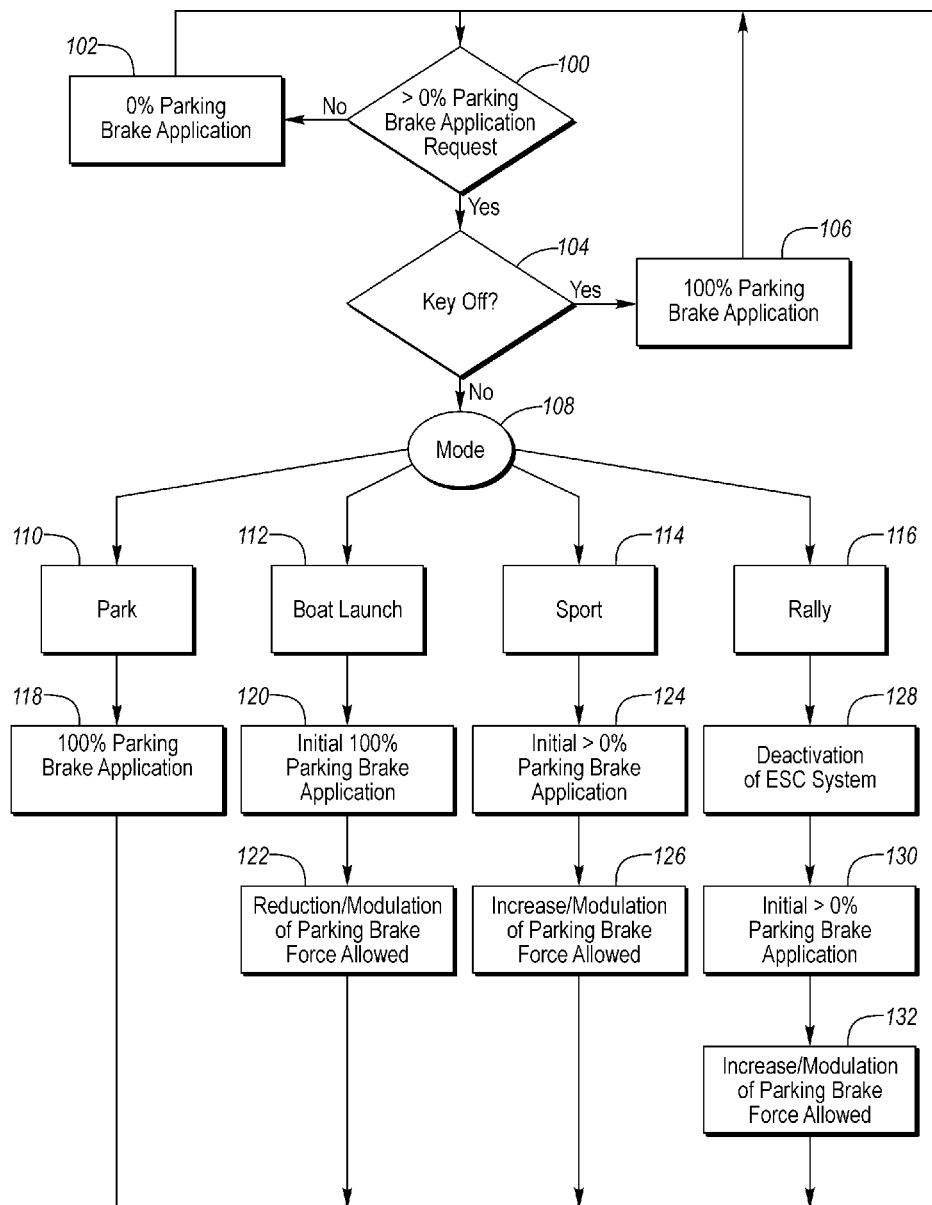 102
0% Parking
Brake Application
No
100
> 0% Parking
Brake Application
Request
Yes
104
Key Off?
Yes
106
100% Parking
Brake Application
No
108
Mode
110
Park
112
Boat Launch
114
Sport
116
Rally
118
100% Parking
Brake Application
120
Initial 100%
Parking Brake
Application
124
Initial > 0%
Parking Brake
Application
128
Deactivation
of ESC System
122
Reduction/Modulation
of Parking Brake
Force Allowed
126
Increase/Modulation
of Parking Brake
Force Allowed
130
Initial > 0%
Parking Brake
Application
132
Increase/Modulation
of Parking Brake
Force Allowed